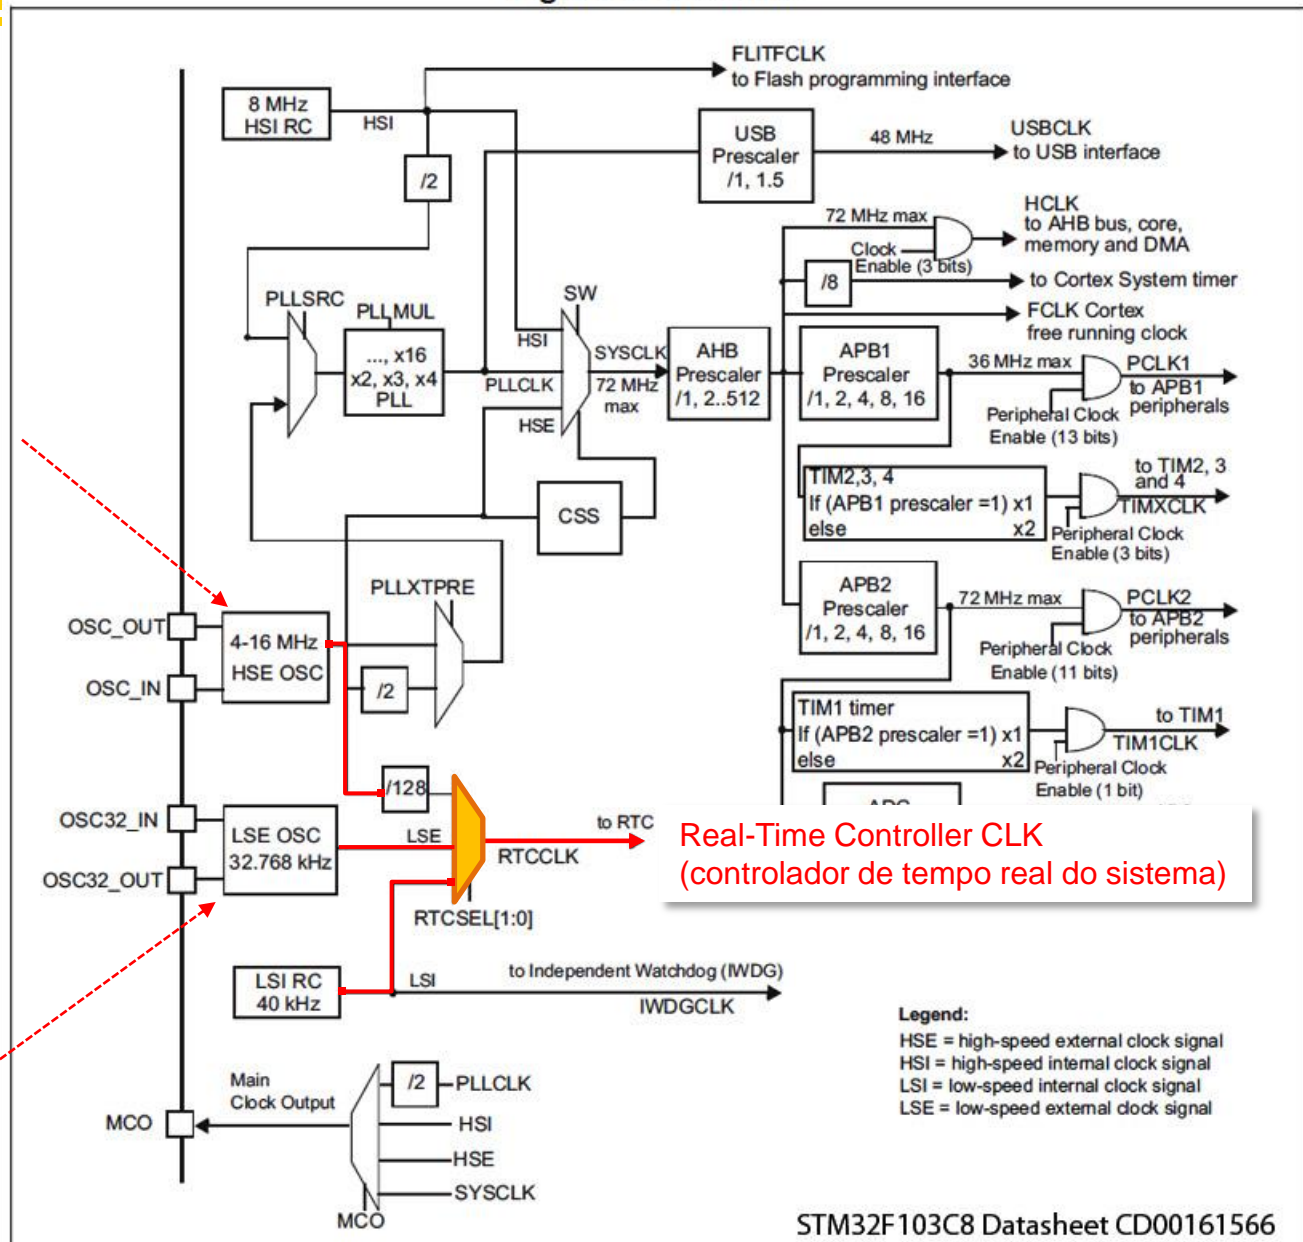 FLITFCLK
to Flash programming interface
8 MHz
HSI RC
HSI
/2
USB
Prescaler
/1, 1.5
48 MHz
USBCLK
to USB interface
72 MHz max
HCLK
to AHB bus, core,
memory and DMA
Clock
Enable (3 bits)
/8
to Cortex System timer
FCLK Cortex
free running clock
PLLSRC
PLLMUL
..., x16
x2, x3, x4
PLL
SW
HSI
PLLCLK
HSE
SYSCLK
72 MHz
max
AHB
Prescaler
/1, 2..512
APB1
Prescaler
/1, 2, 4, 8, 16
36 MHz max
PCLK1
to APB1
peripherals
Peripheral Clock
Enable (13 bits)
TIM2,3, 4
If (APB1 prescaler =1) x1
else x2
to TIM2, 3
and 4
TIMXCLK
Peripheral Clock
Enable (3 bits)
CSS
PLLXTPRE
OSC_OUT
OSC_IN
4-16 MHz
HSE OSC
/2
APB2
Prescaler
/1, 2, 4, 8, 16
72 MHz max
PCLK2
to APB2
peripherals
Peripheral Clock
Enable (11 bits)
TIM1 timer
If (APB2 prescaler =1) x1
else x2
to TIM1
TIM1CLK
Peripheral Clock
Enable (1 bit)
/128
OSC32_IN
OSC32_OUT
LSE OSC
32.768 kHz
LSE
to RTC
RTCCLK
RTCSEL[1:0]
Real-Time Controller CLK
(controlador de tempo real do sistema)
LSI RC
40 kHz
LSI
to Independent Watchdog (IWDG)
IWDGCLK
Legend:
HSE = high-speed external clock signal
HSI = high-speed internal clock signal
LSI = low-speed internal clock signal
LSE = low-speed external clock signal
Main
Clock Output
MCO
/2
PLLCLK
HSI
HSE
SYSCLK
MCO
STM32F103C8 Datasheet CD00161566